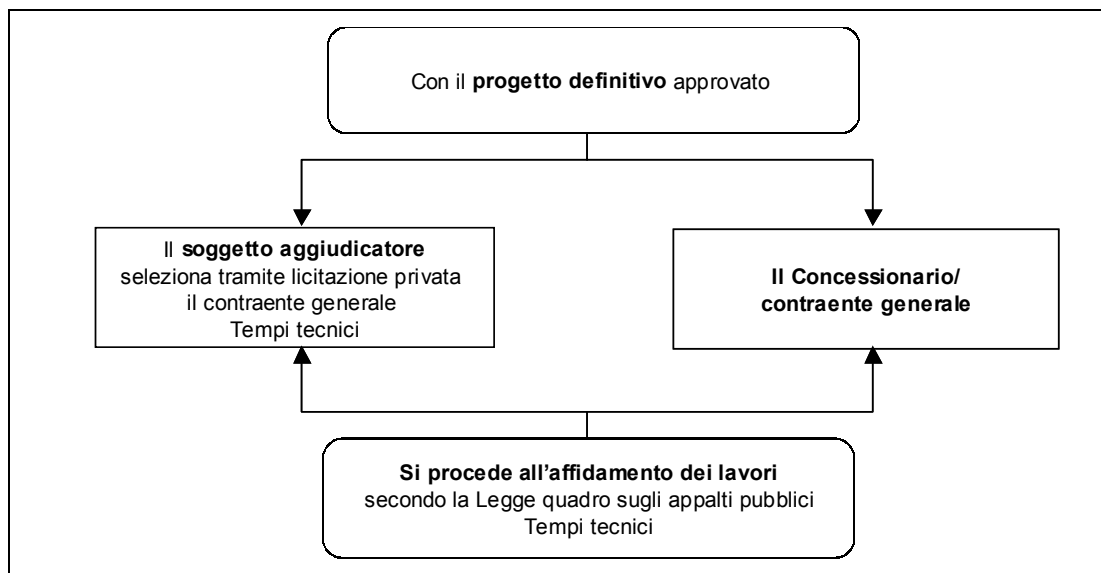 Con il progetto definitivo approvato
Il soggetto aggiudicatore
seleziona tramite licitazione privata
il contraente generale
Tempi tecnici
Il Concessionario/
contraente generale
Si procede all'affidamento dei lavori
secondo la Legge quadro sugli appalti pubblici
Tempi tecnici